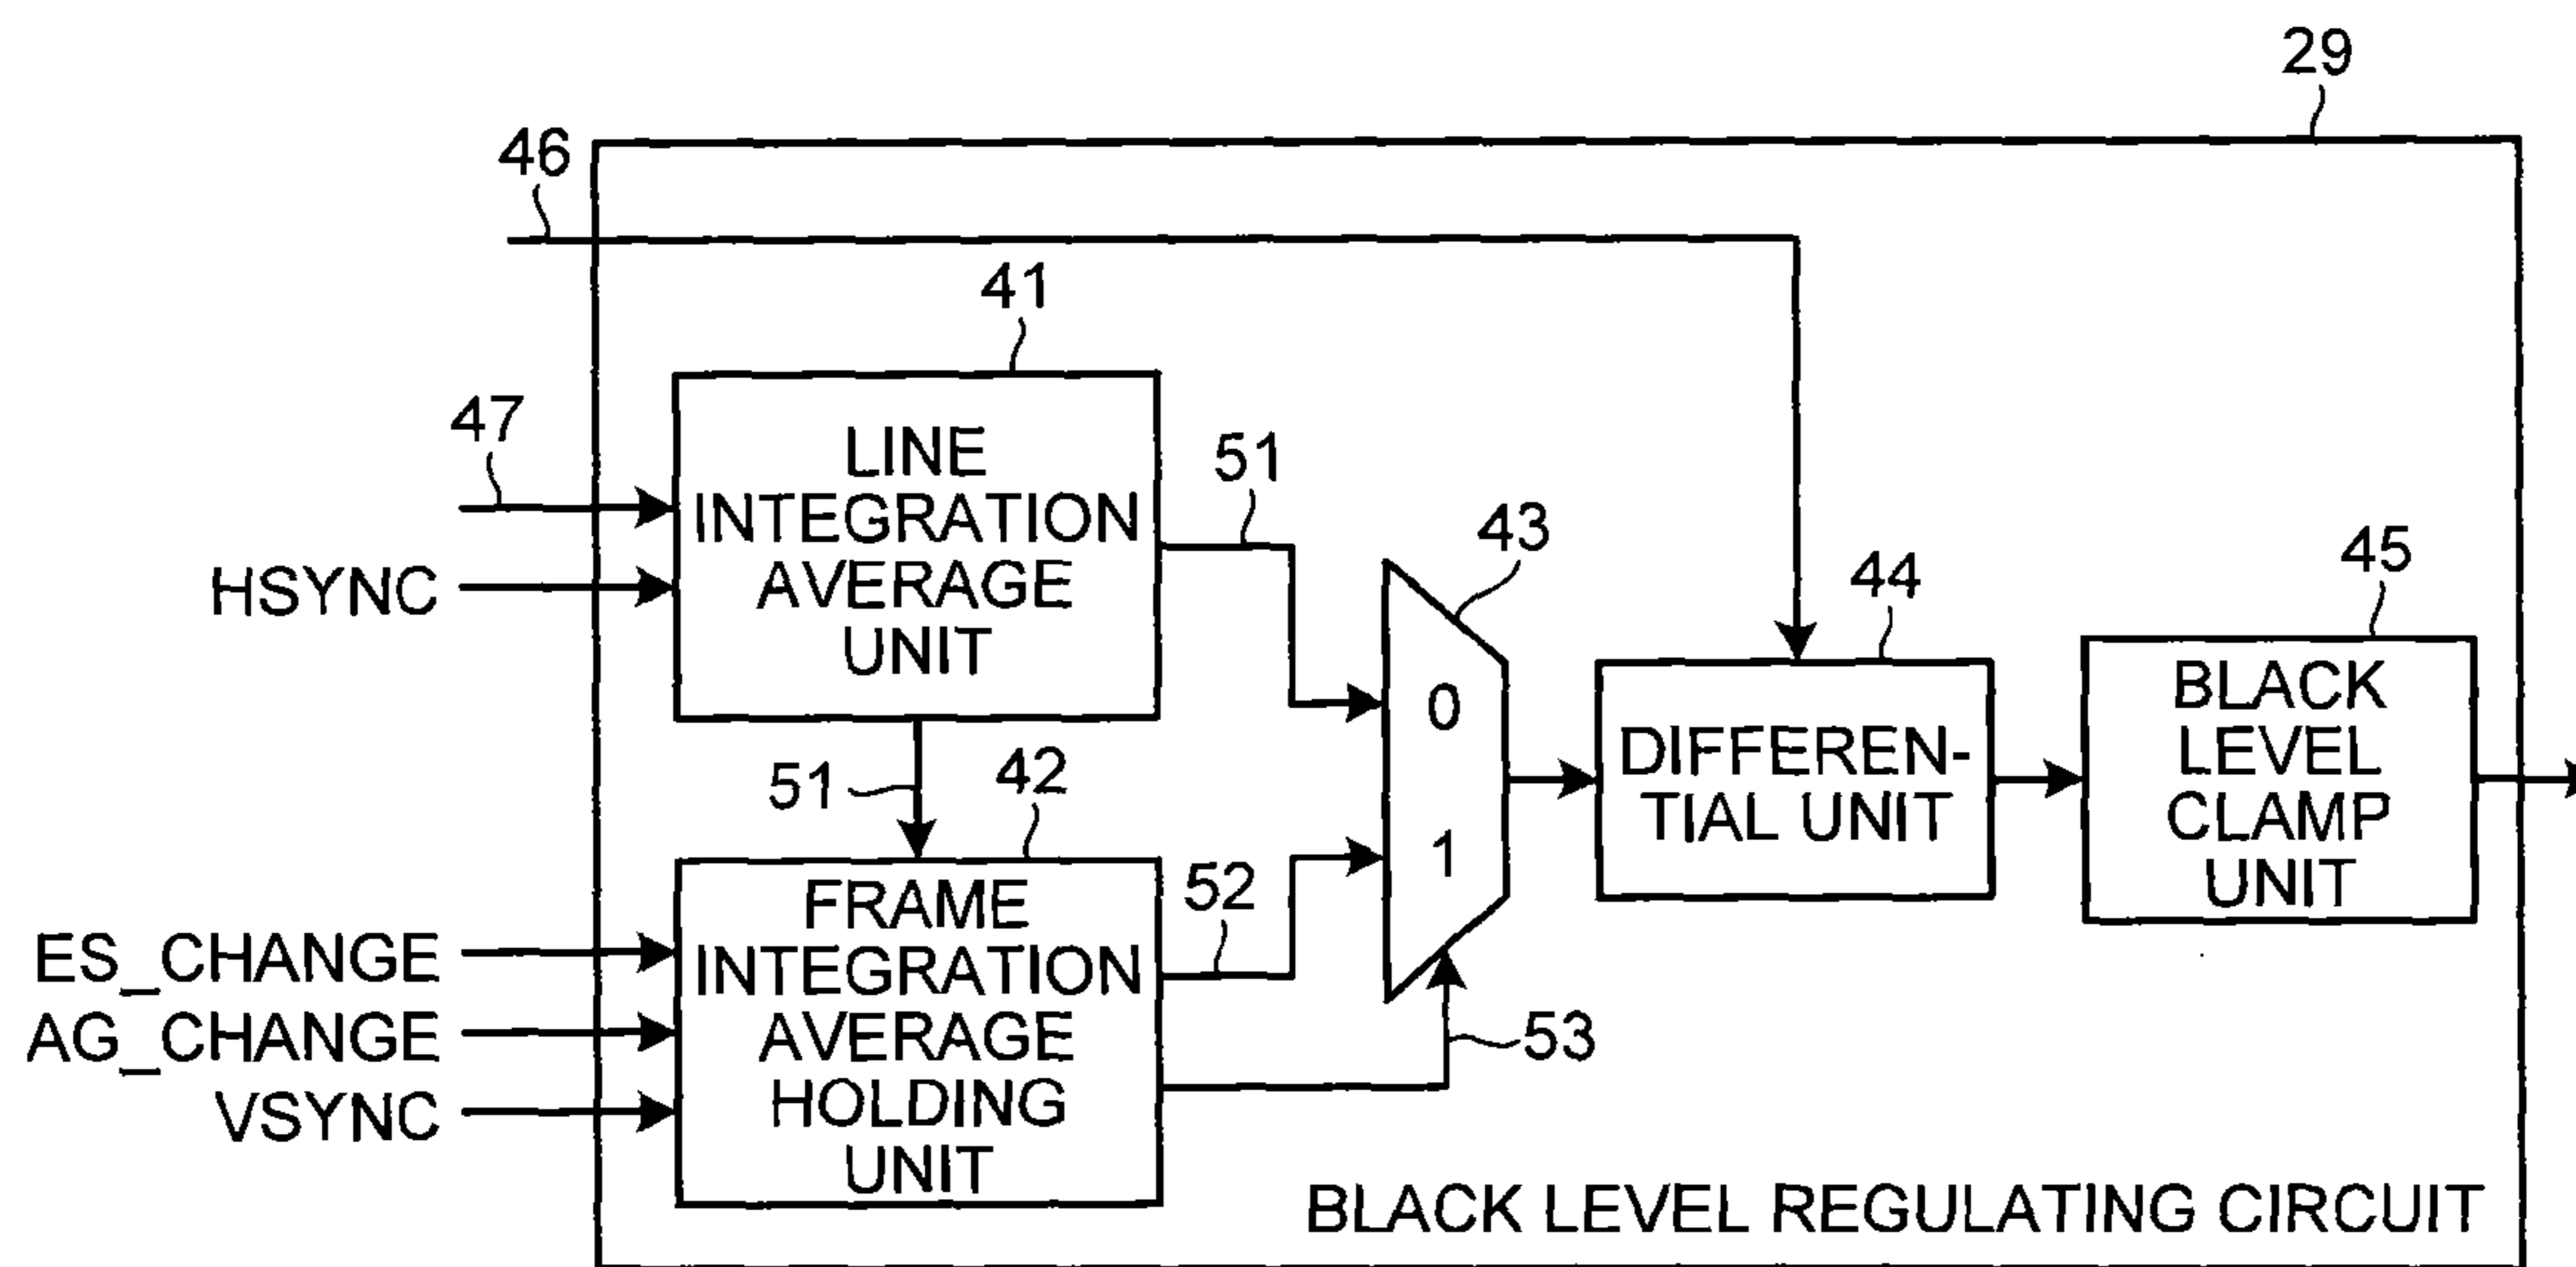 29
46
41
47
LINE
INTEGRATION
AVERAGE
UNIT
HSYNC
51
43
44
45
0
1
DIFFEREN-
TIAL UNIT
BLACK
LEVEL
CLAMP
UNIT
51
42
FRAME
INTEGRATION
AVERAGE
HOLDING
UNIT
52
53
ES_CHANGE
AG_CHANGE
VSYNC
BLACK LEVEL REGULATING CIRCUIT